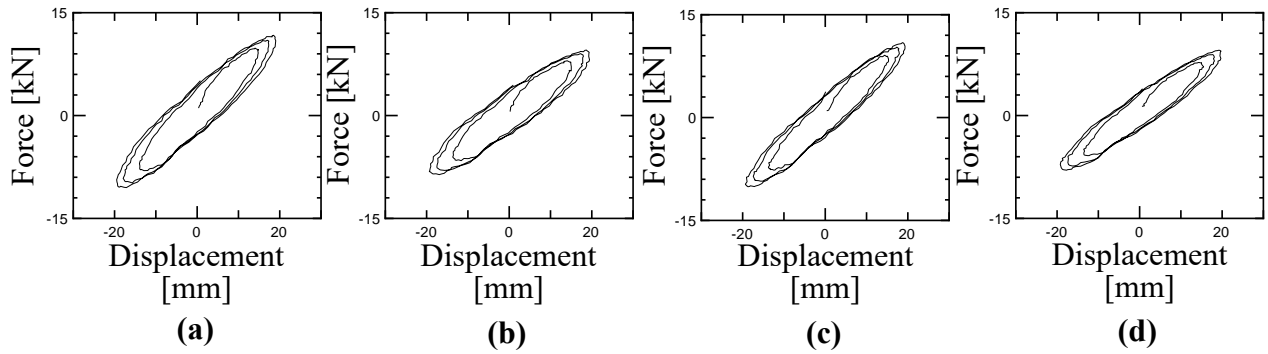 15
0
-15
Force [kN]
-20
0
20
Displacement
[mm]
(a)
15
0
-15
Force [kN]
-20
0
20
Displacement
[mm]
(b)
15
0
-15
Force [kN]
-20
0
20
Displacement
[mm]
(c)
15
0
-15
Force [kN]
-20
0
20
Displacement
[mm]
(d)